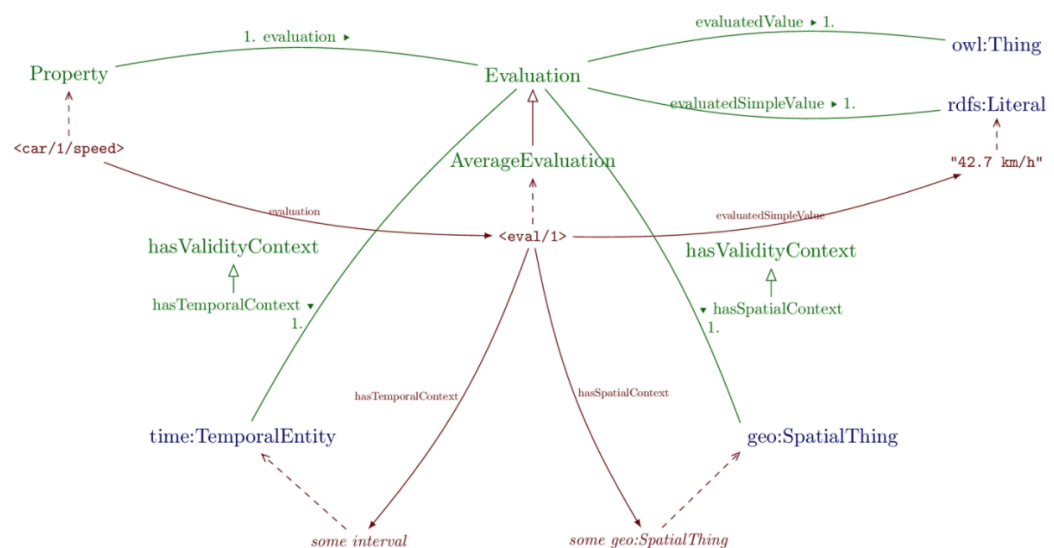 evaluatedValue ▸ 1.
1. evaluation ▸
owl:Thing
Property
Evaluation
evaluatedSimpleValue ▸ 1.
rdfs:Literal
<car/1/speed>
AverageEvaluation
"42.7 km/h"
evaluation
evaluatedSimpleValue
<eval/1>
hasValidityContext
hasValidityContext
hasTemporalContext ▾
1.
▾ hasSpatialContext
1.
hasTemporalContext
hasSpatialContext
time:TemporalEntity
geo:SpatialThing
some interval
some geo:SpatialThing